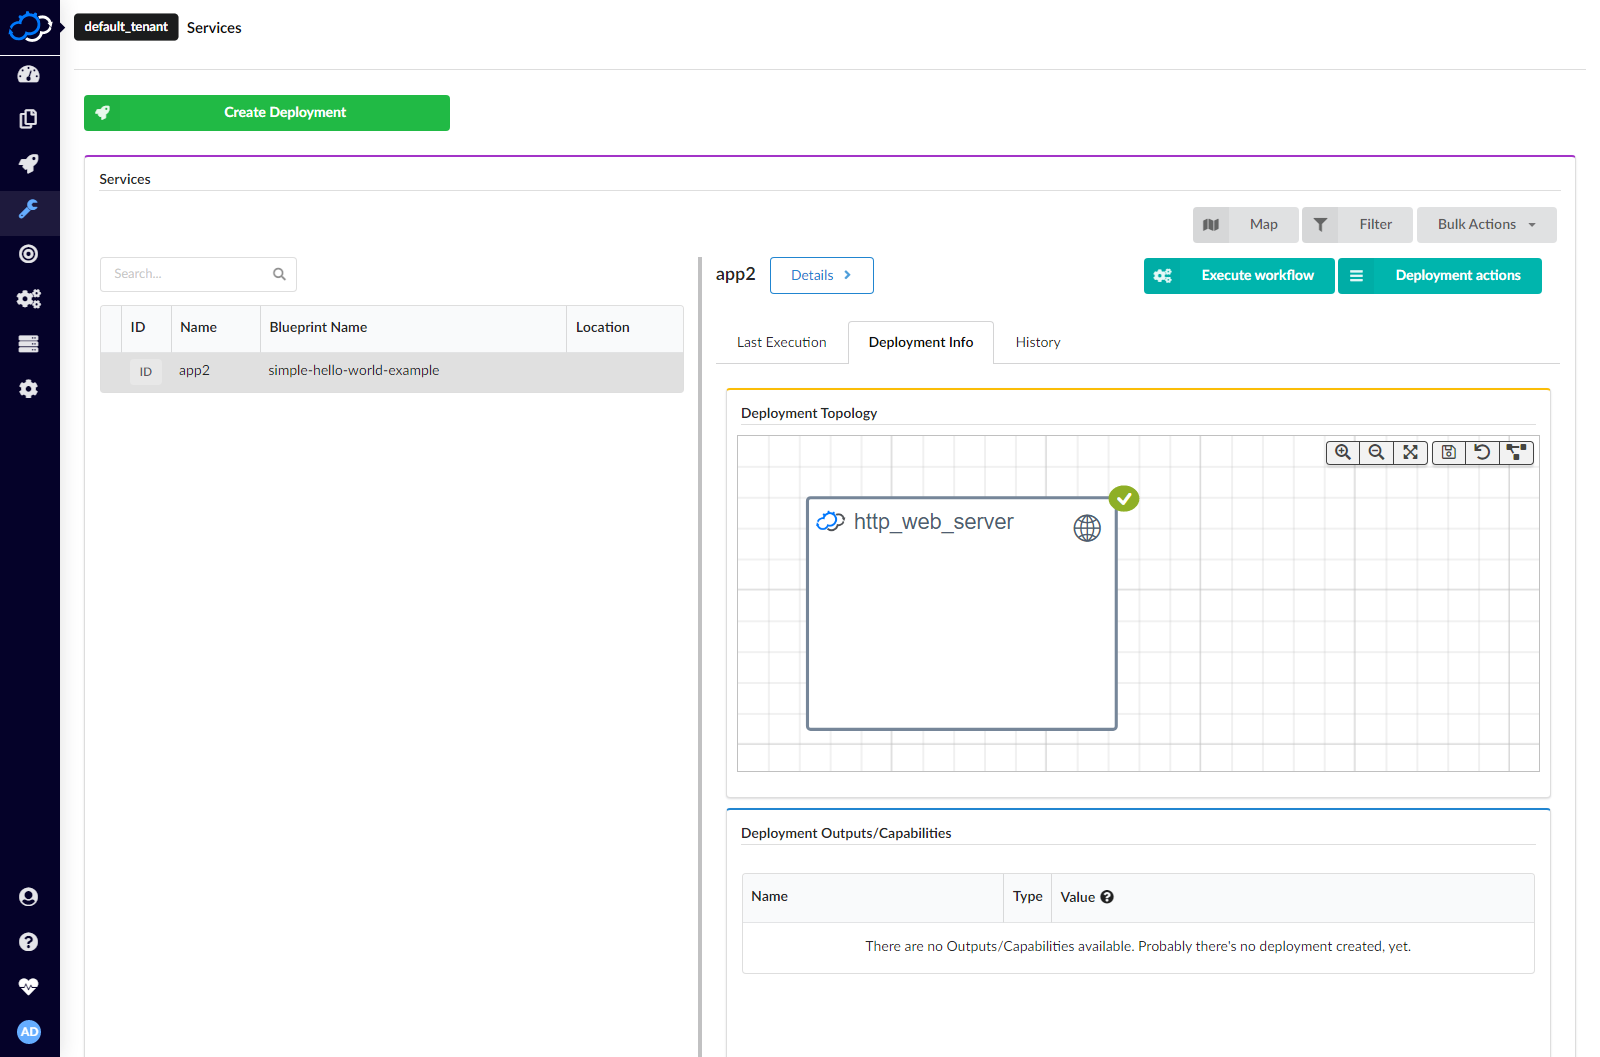 default_tenant Services
Create Deployment
Services
Map Filter Bulk Actions
Search...
app2 Details Execute workflow Deployment actions
ID Name Blueprint Name Location
ID app2 simple-hello-world-example
Last Execution Deployment Info History
Deployment Topology
http_web_server
Deployment Outputs/Capabilities
Name Type Value
There are no Outputs/Capabilities available. Probably there's no deployment created, yet.
AD